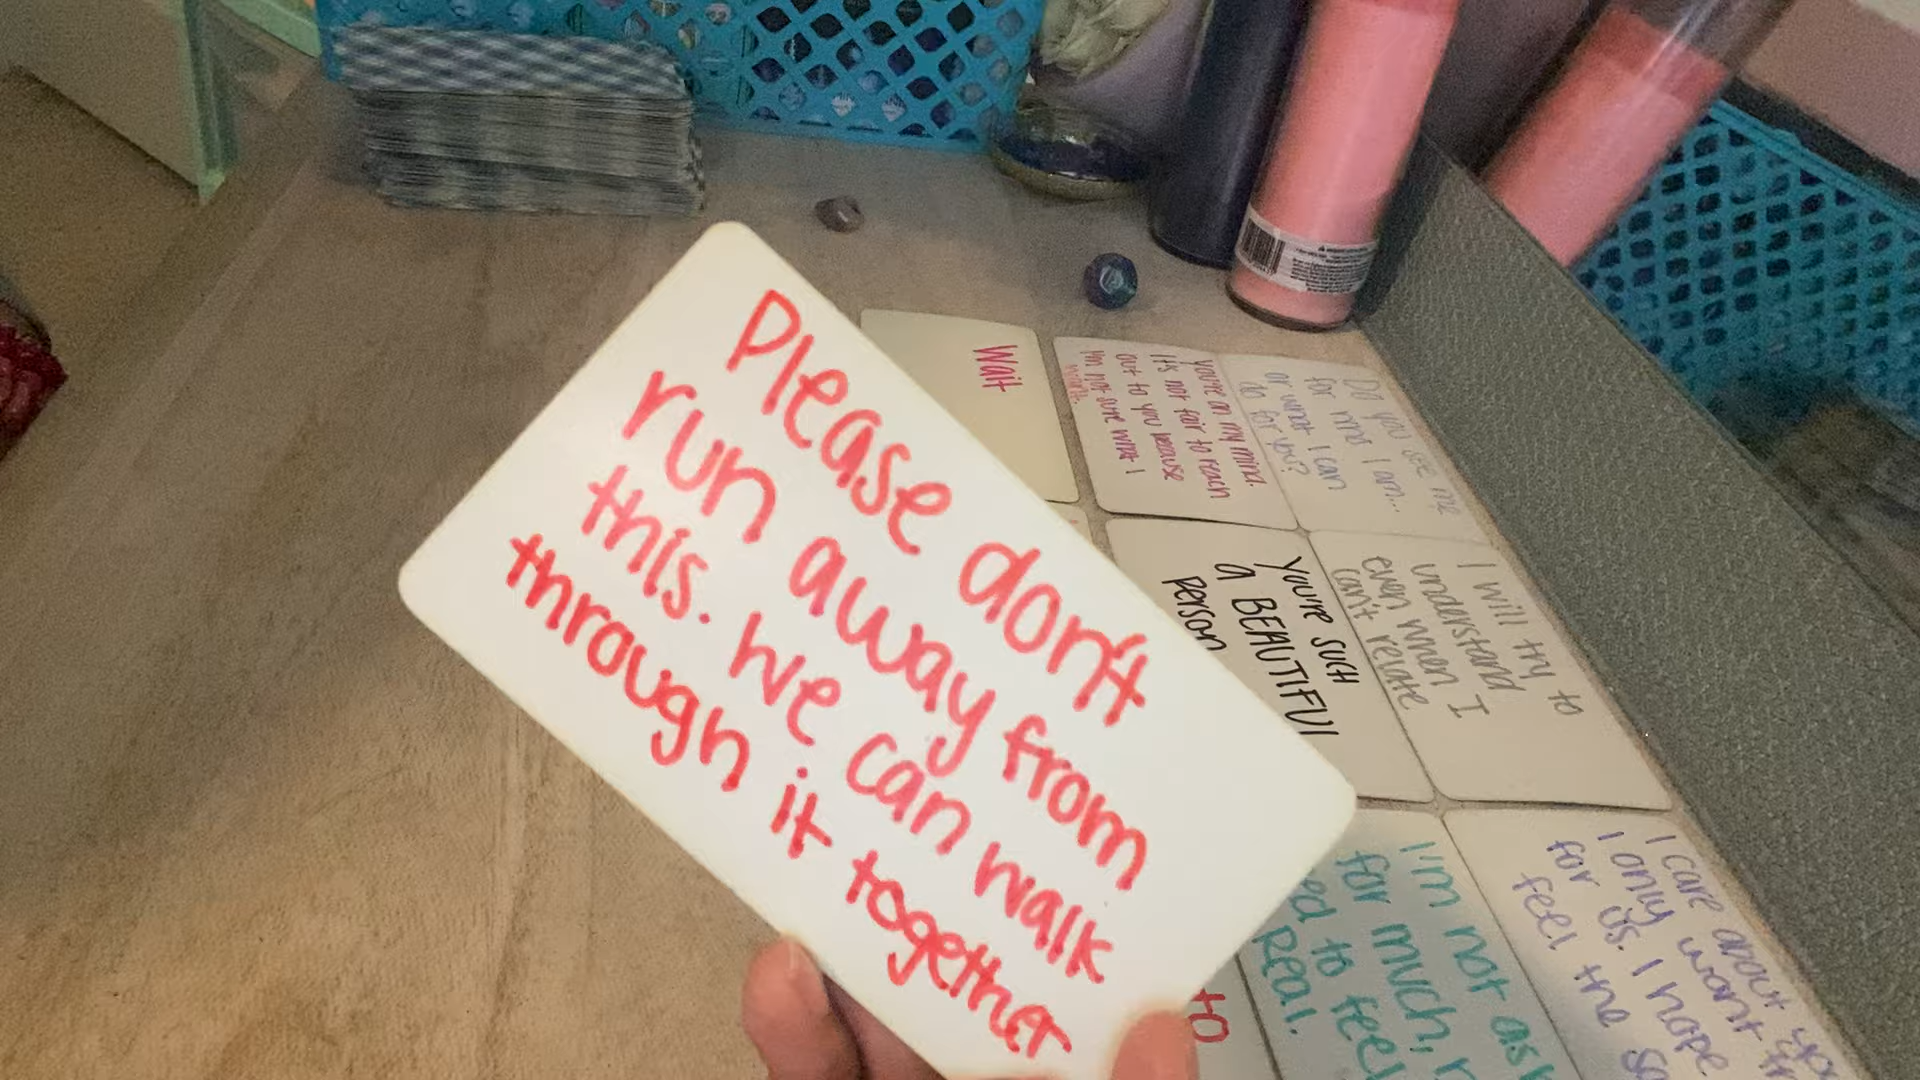 Please don't
run away from
this. We can walk
through it together
Wait
You're on my mind.
It's not fair to reach
out to you because
I'm not sure what I
want.
Do you see me
for who I am...
or what I can
do for you?
You're SUCH
a BEAUTIFUl
person
I will try to
understand
even when I
can't relate
to
I'm not
for much,
to feel
real.
I care about
I only want
for us. I hope
feel the